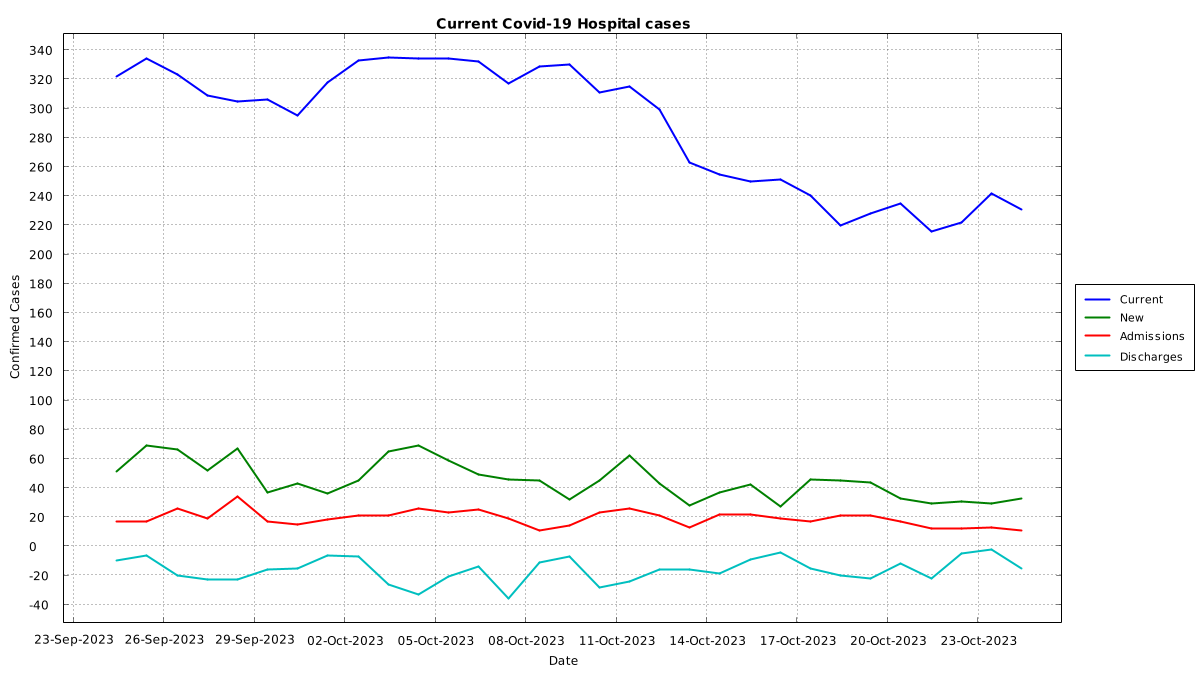 Current Covid-19 Hospital cases
Confirmed Cases
340
320
300
280
260
240
220
200
180
160
140
120
100
80
60
40
20
0
-20
-40
23-Sep-2023 26-Sep-2023 29-Sep-2023 02-Oct-2023 05-Oct-2023 08-Oct-2023 11-Oct-2023 14-Oct-2023 17-Oct-2023 20-Oct-2023 23-Oct-2023
Date
Current
New
Admissions
Discharges